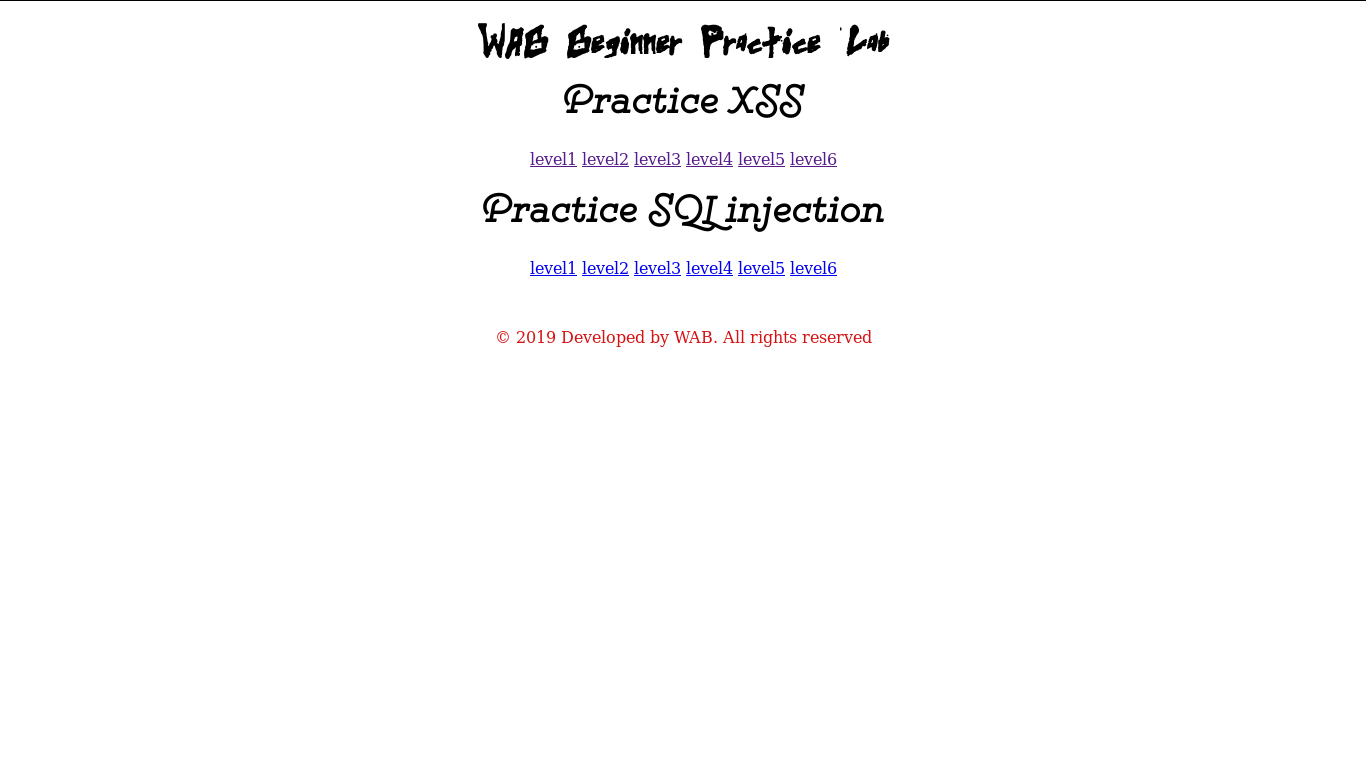 WAB Beginner Practice Lab
Practice XSS
level1 level2 level3 level4 level5 level6
Practice SQL injection
level1 level2 level3 level4 level5 level6
© 2019 Developed by WAB. All rights reserved